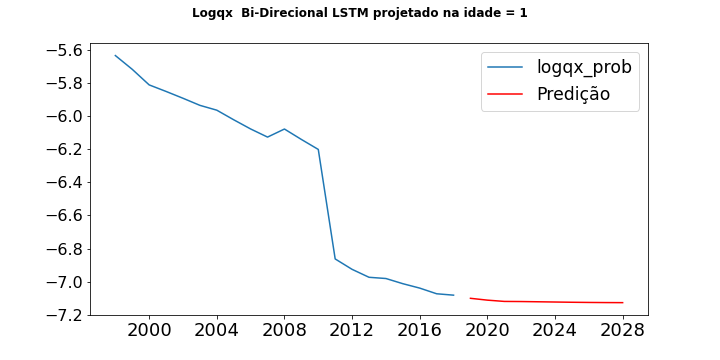 Logqx  Bi-Direcional LSTM projetado na idade = 1
−5.6
−5.8
−6.0
−6.2
−6.4
−6.6
−6.8
−7.0
−7.2
logqx_prob
Predição
2000 2004 2008 2012 2016 2020 2024 2028